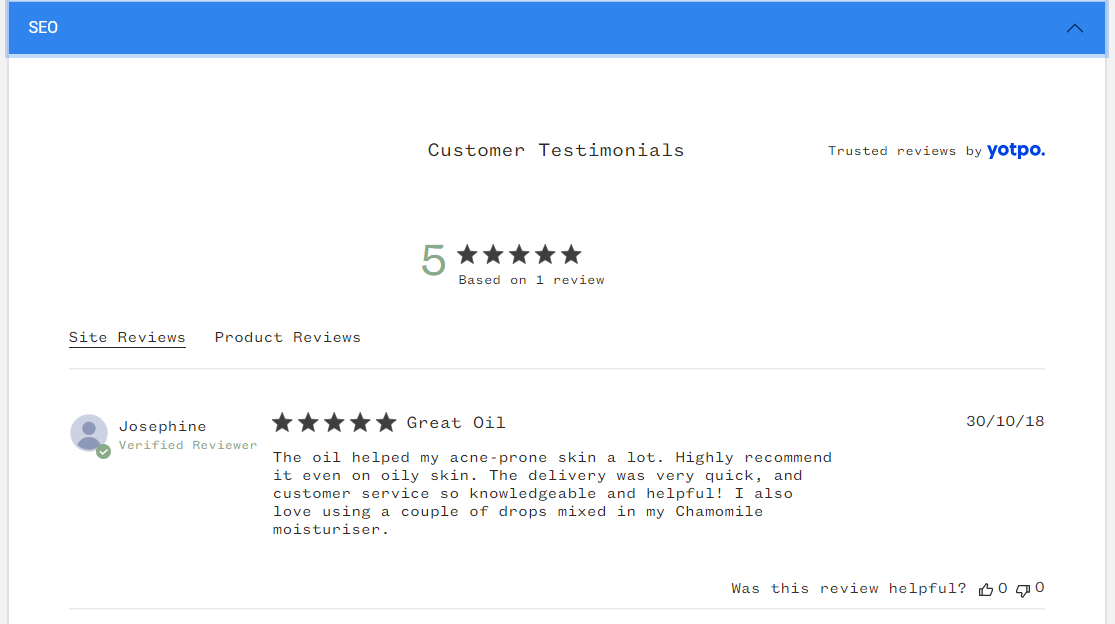 SEO
Customer Testimonials
Trusted reviews by yotpo.
5
Based on 1 review
Site Reviews Product Reviews
Josephine
Verified Reviewer
Great Oil
30/10/18
The oil helped my acne-prone skin a lot. Highly recommend
it even on oily skin. The delivery was very quick, and
customer service so knowledgeable and helpful! I also
love using a couple of drops mixed in my Chamomile
moisturiser.
Was this review helpful? 0 0